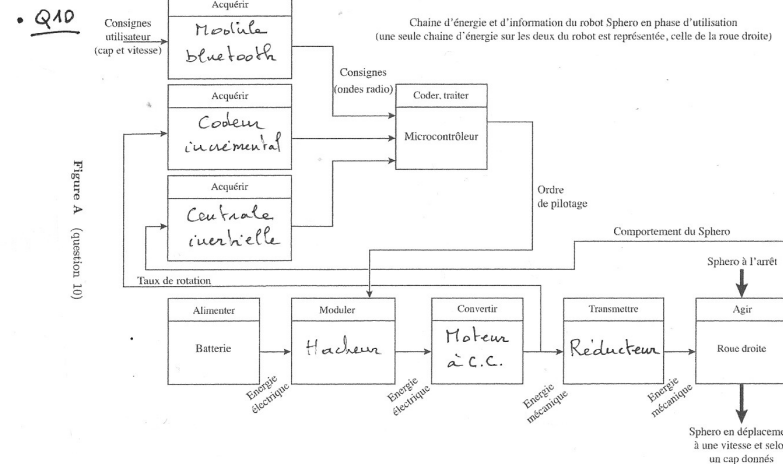 • Q10
Chaine d'énergie et d'information du robot Sphero en phase d'utilisation
(une seule chaine d'énergie sur les deux du robot est représentée, celle de la roue droite)
Consignes
utilisateur
(cap et vitesse)
Acquérir
Module
bluetooth
Consignes
(ondes radio)
Acquérir
Codeur
incrémental
Coder, traiter
Microcontrôleur
Acquérir
Centrale
inertielle
Ordre
de pilotage
Comportement du Sphero
Sphero à l'arrêt
Taux de rotation
Figure A (question 10)
Alimenter
Batterie
Moduler
Hacheur
Convertir
Moteur
à C.C.
Transmettre
Réducteur
Agir
Roue droite
Energie
électrique
Energie
électrique
Energie
mécanique
Energie
mécanique
Sphero en déplaceme
à une vitesse et selo
un cap donnés